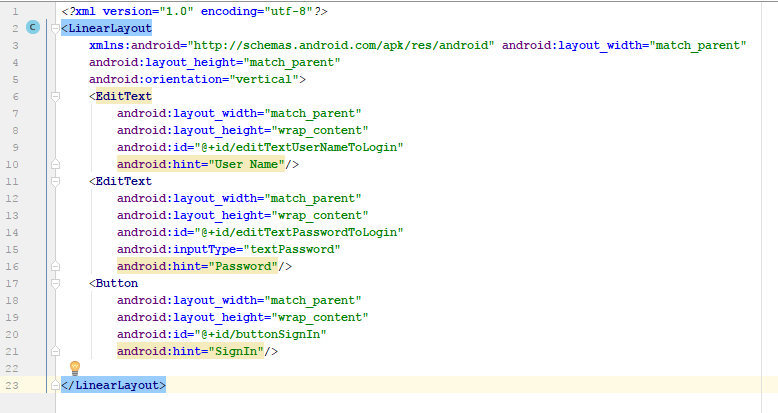 1 <?xml version="1.0" encoding="utf-8"?>
2 C <LinearLayout
3 xmlns:android="http://schemas.android.com/apk/res/android" android:layout_width="match_parent"
4 android:layout_height="match_parent"
5 android:orientation="vertical">
6 <EditText
7 android:layout_width="match_parent"
8 android:layout_height="wrap_content"
9 android:id="@+id/editTextUserNameToLogin"
10 android:hint="User Name"/>
11 <EditText
12 android:layout_width="match_parent"
13 android:layout_height="wrap_content"
14 android:id="@+id/editTextPasswordToLogin"
15 android:inputType="textPassword"
16 android:hint="Password"/>
17 <Button
18 android:layout_width="match_parent"
19 android:layout_height="wrap_content"
20 android:id="@+id/buttonSignIn"
21 android:hint="SignIn"/>
22
23 </LinearLayout>